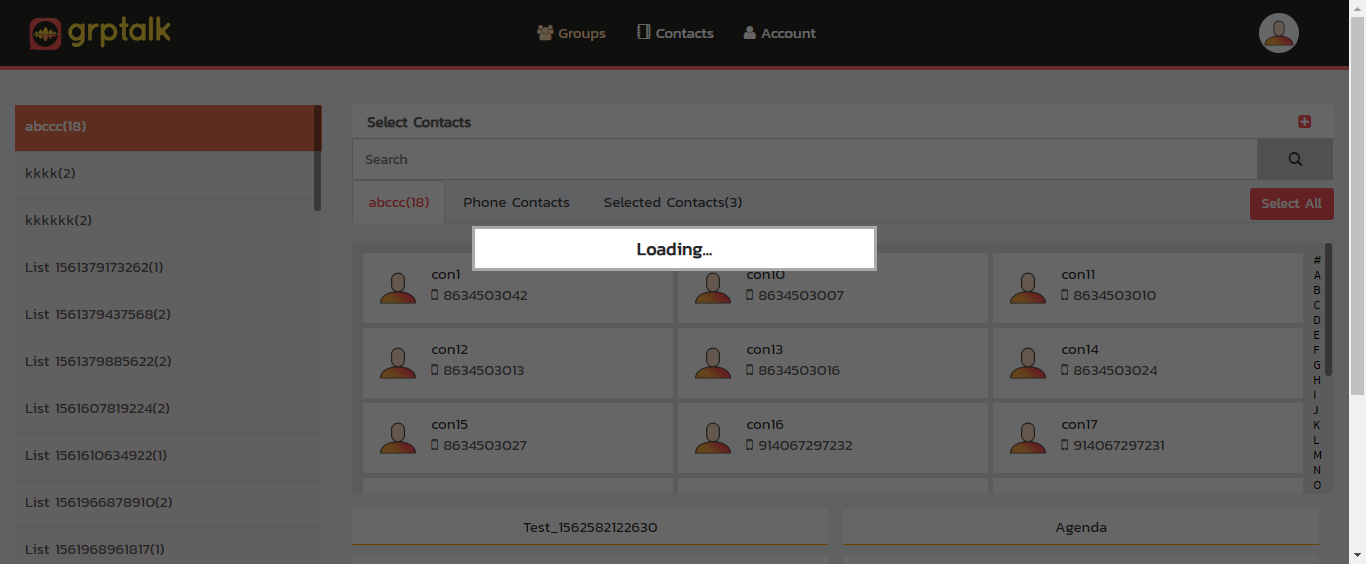 grptalk
Groups Contacts Account
abccc(18)
kkkk(2)
kkkkkk(2)
List 1561379173262(1)
List 1561379437568(2)
List 1561379885622(2)
List 1561607819224(2)
List 1561610634922(1)
List 1561966878910(2)
List 1561968961817(1)
Select Contacts
Search
abccc(18) Phone Contacts Selected Contacts(3) Select All
Loading...
con1
8634503042
con10
8634503007
con11
8634503010
con12
8634503013
con13
8634503016
con14
8634503024
con15
8634503027
con16
914067297232
con17
914067297231
#
A
B
C
D
E
F
G
H
I
J
K
L
M
N
O
Test_1562582122630
Agenda